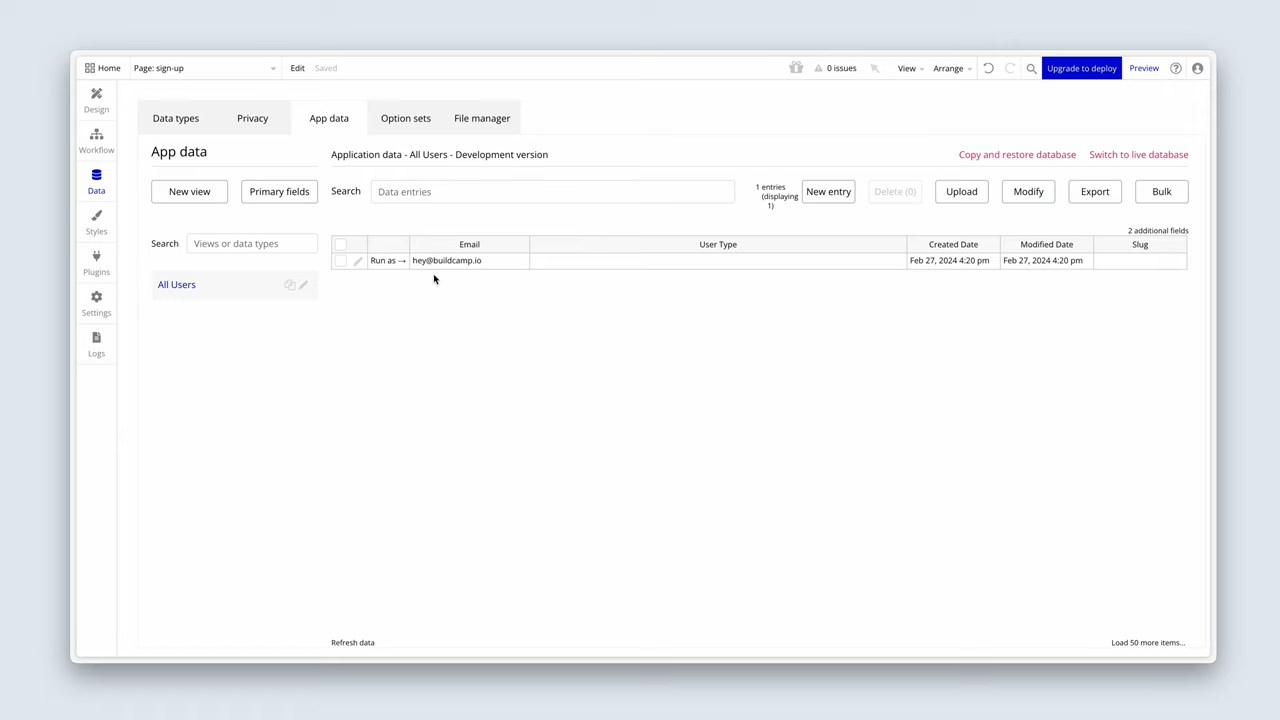 Home
Page: sign-up
Edit
Saved
0 issues
View
Arrange
Upgrade to deploy
Preview
Design
Workflow
Data
Styles
Plugins
Settings
Logs
Data types
Privacy
App data
Option sets
File manager
App data
Application data - All Users - Development version
Copy and restore database
Switch to live database
New view
Primary fields
Search
Data entries
1 entries
(displaying
1)
New entry
Delete (0)
Upload
Modify
Export
Bulk
2 additional fields
Search
Views or data types
All Users
Email
User Type
Created Date
Modified Date
Slug
Run as →
hey@buildcamp.io
Feb 27, 2024 4:20 pm
Feb 27, 2024 4:20 pm
Refresh data
Load 50 more items...